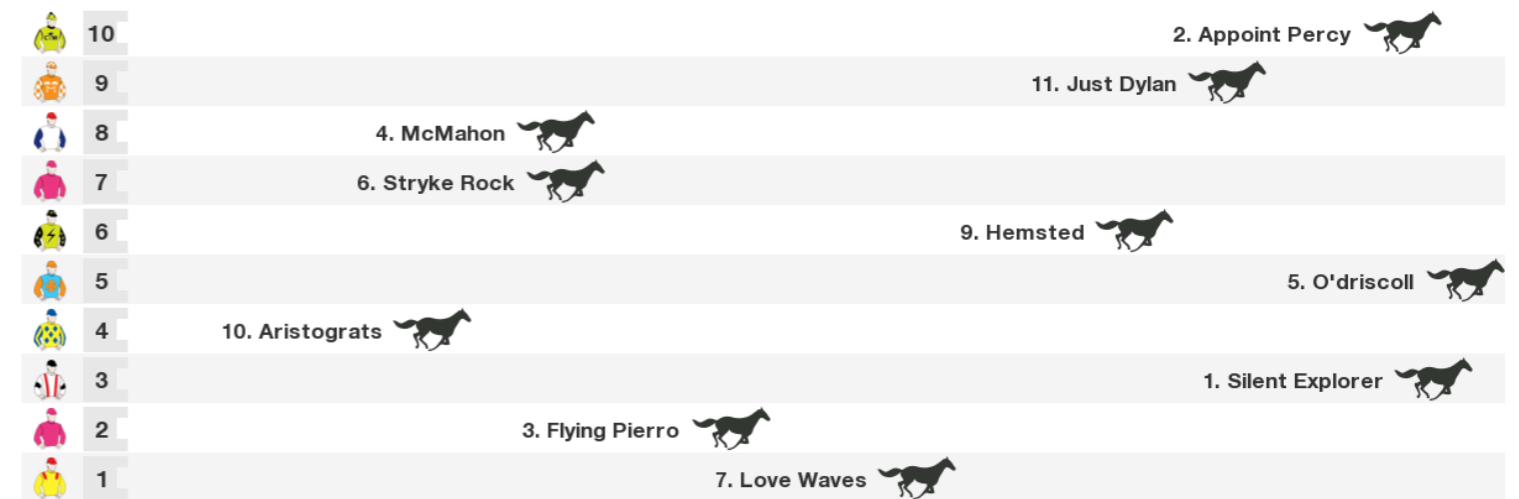 10 2. Appoint Percy
9 11. Just Dylan
8 4. McMahon
7 6. Stryke Rock
6 9. Hemsted
5 5. O'driscoll
4 10. Aristograts
3 1. Silent Explorer
2 3. Flying Pierro
1 7. Love Waves